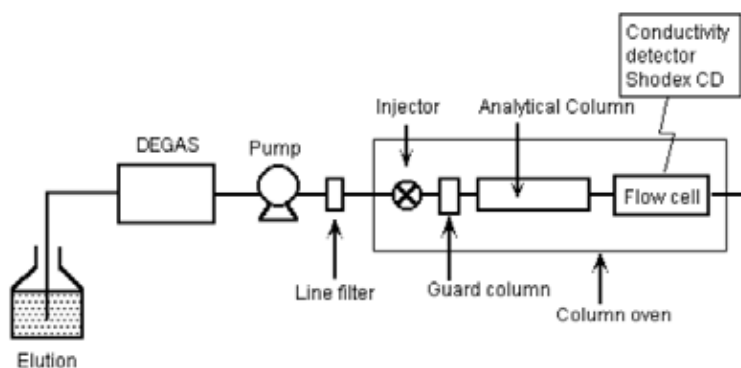 Conductivity
detector
Shodex CD
Injector
Analytical Column
DEGAS
Pump
Flow cell
Line filter
Guard column
Column oven
Elution